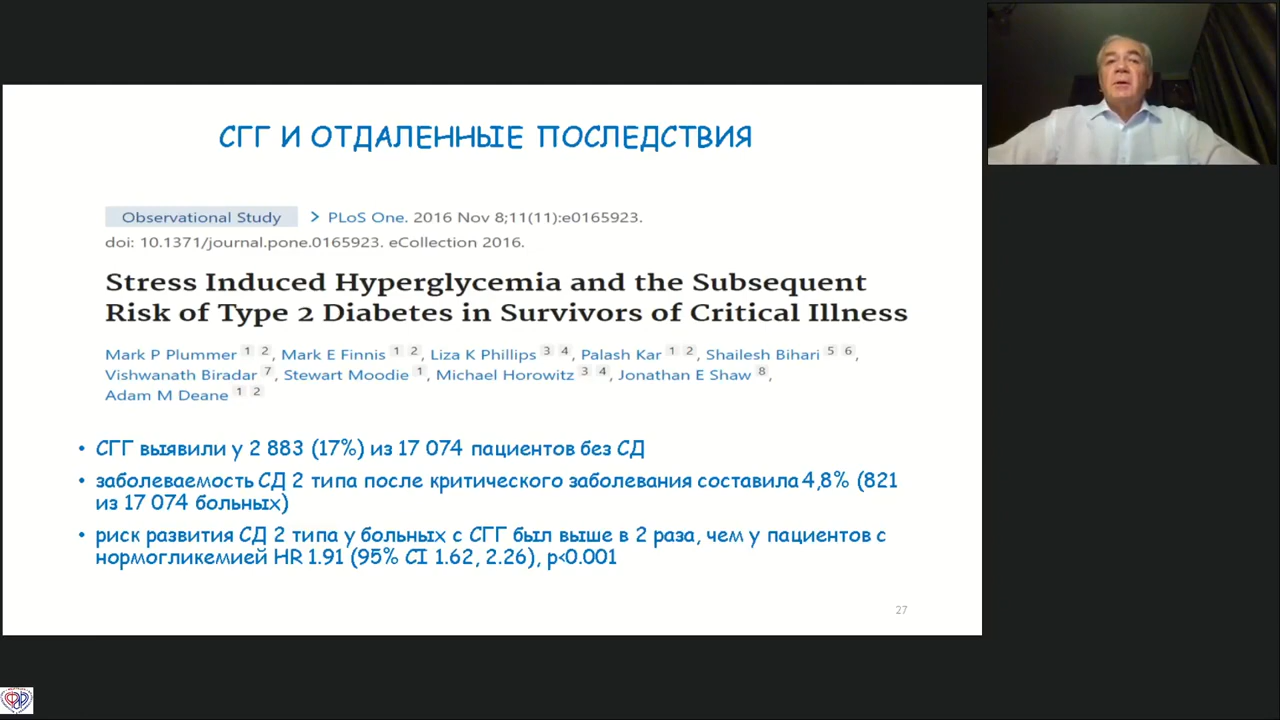 СГГ И ОТДАЛЕННЫЕ ПОСЛЕДСТВИЯ
Observational Study > PLoS One. 2016 Nov 8;11(11):e0165923.
doi: 10.1371/journal.pone.0165923. eCollection 2016.
Stress Induced Hyperglycemia and the Subsequent
Risk of Type 2 Diabetes in Survivors of Critical Illness
Mark P Plummer 1 2, Mark E Finnis 1 2, Liza K Phillips 3 4, Palash Kar 1 2, Shailesh Bihari 5 6,
Vishwanath Biradar 7, Stewart Moodie 1, Michael Horowitz 3 4, Jonathan E Shaw 8,
Adam M Deane 1 2
• СГГ выявили у 2 883 (17%) из 17 074 пациентов без СД
• заболеваемость СД 2 типа после критического заболевания составила 4,8% (821
из 17 074 больных)
• риск развития СД 2 типа у больных с СГГ был выше в 2 раза, чем у пациентов с
нормогликемией HR 1.91 (95% CI 1.62, 2.26), p<0.001
27